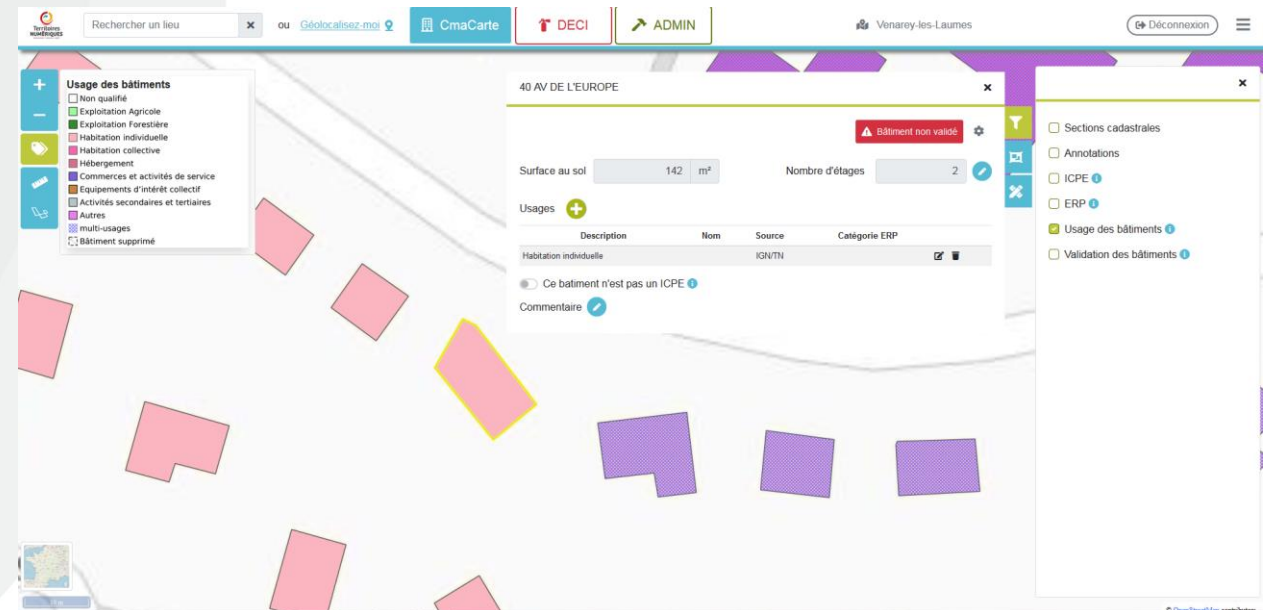 Territoires
NUMÉRIQUES
Rechercher un lieu
ou
Géolocalisez-moi
CmaCarte
DECI
ADMIN
Venarey-les-Laumes
Déconnexion
Usage des bâtiments
Non qualifié
Exploitation Agricole
Exploitation Forestière
Habitation individuelle
Habitation collective
Hébergement
Commerces et activités de service
Equipements d'intérêt collectif
Activités secondaires et tertiaires
Autres
multi-usages
Bâtiment supprimé
40 AV DE L'EUROPE
Bâtiment non validé
Surface au sol 142 m² Nombre d'étages 2
Usages
Description Nom Source Catégorie ERP
Habitation individuelle IGN/TN
Ce batiment n'est pas un ICPE
Commentaire
Sections cadastrales
Annotations
ICPE
ERP
Usage des bâtiments
Validation des bâtiments